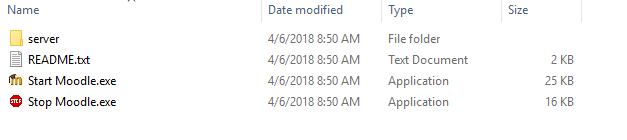 Name Date modified Type Size
server 4/6/2018 8:50 AM File folder
README.txt 4/6/2018 8:50 AM Text Document 2 KB
Start Moodle.exe 4/6/2018 8:50 AM Application 25 KB
Stop Moodle.exe 4/6/2018 8:50 AM Application 16 KB